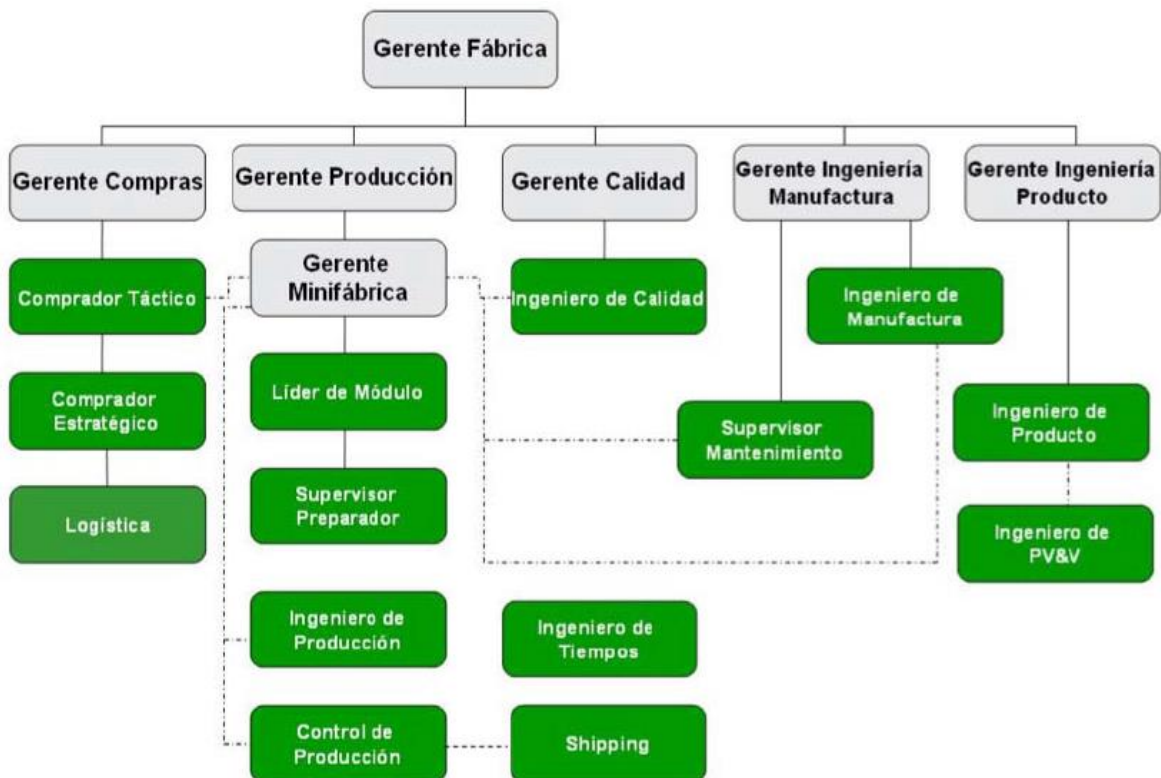 Gerente Fábrica
Gerente Compras
Gerente Producción
Gerente Calidad
Gerente Ingeniería
Manufactura
Gerente Ingeniería
Producto
Comprador Táctico
Gerente
Minifábrica
Ingeniero de Calidad
Ingeniero de
Manufactura
Comprador
Estratégico
Líder de Módulo
Supervisor
Mantenimiento
Ingeniero de
Producto
Logística
Supervisor
Preparador
Ingeniero de
PV&V
Ingeniero de
Producción
Ingeniero de
Tiempos
Control de
Producción
Shipping